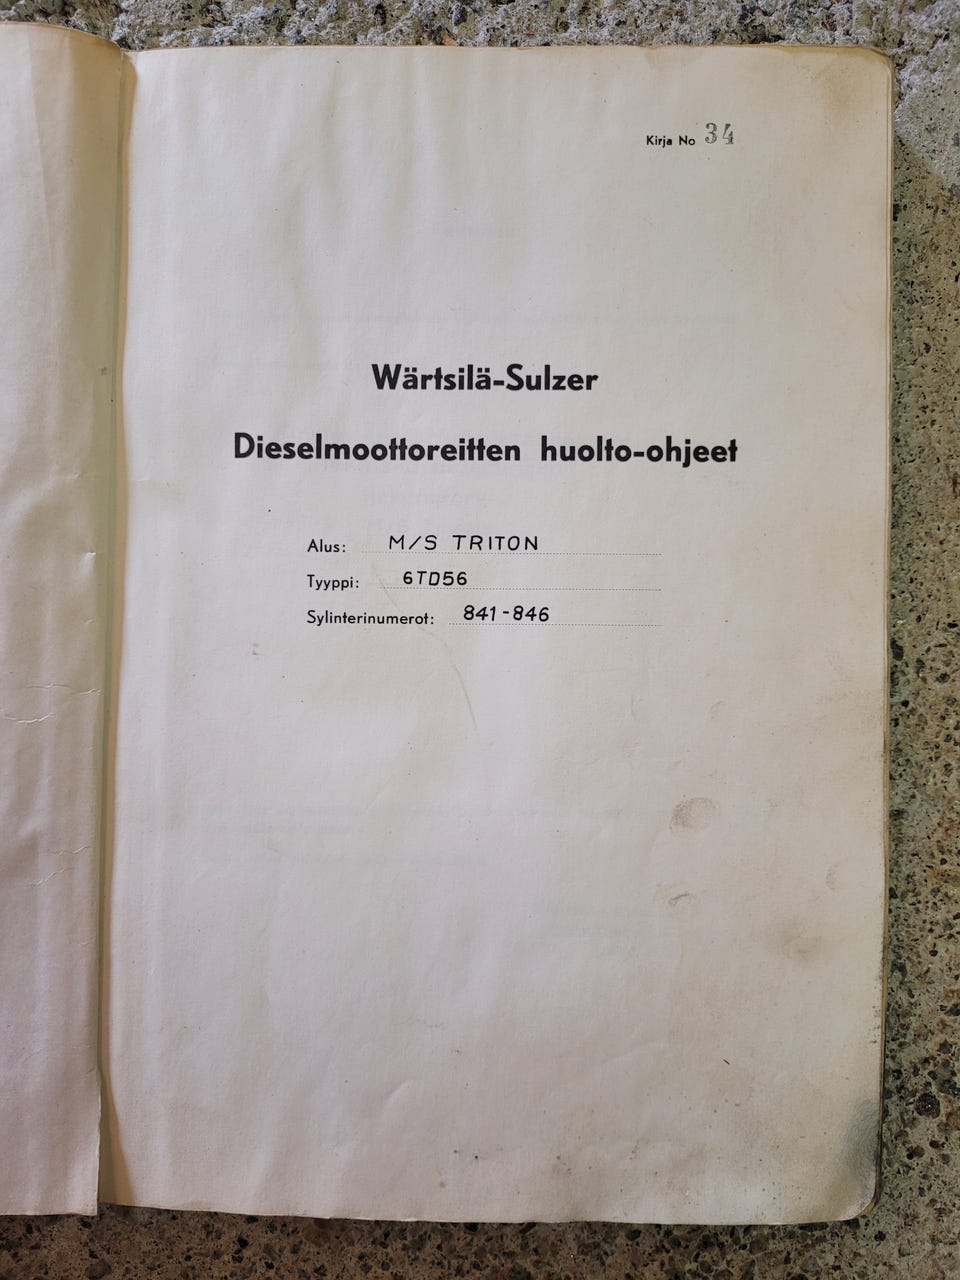 Kirja No 34
Wärtsilä-Sulzer
Dieselmoottoreitten huolto-ohjeet
Alus: M/S TRITON
Tyyppi: 6TD56
Sylinterinumerot: 841-846